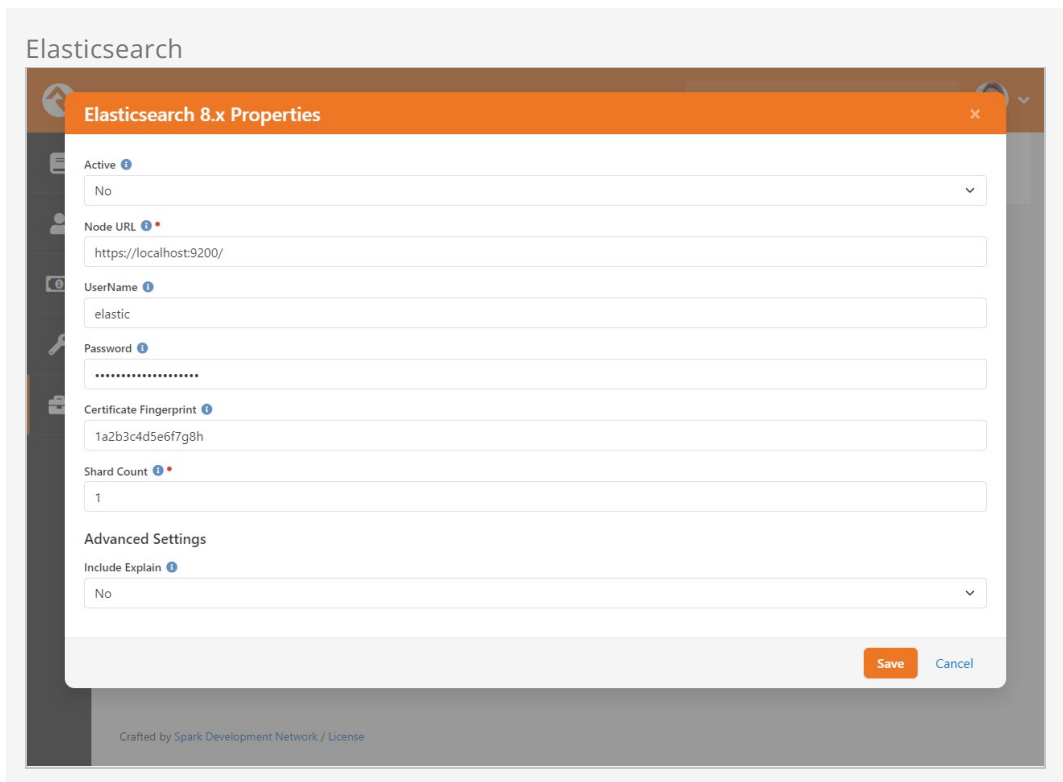 Elasticsearch
Elasticsearch 8.x Properties
Active
No
Node URL
https://localhost:9200/
UserName
elastic
Password
••••••••••••••••••••
Certificate Fingerprint
1a2b3c4d5e6f7g8h
Shard Count
1
Advanced Settings
Include Explain
No
Save Cancel
Crafted by Spark Development Network / License